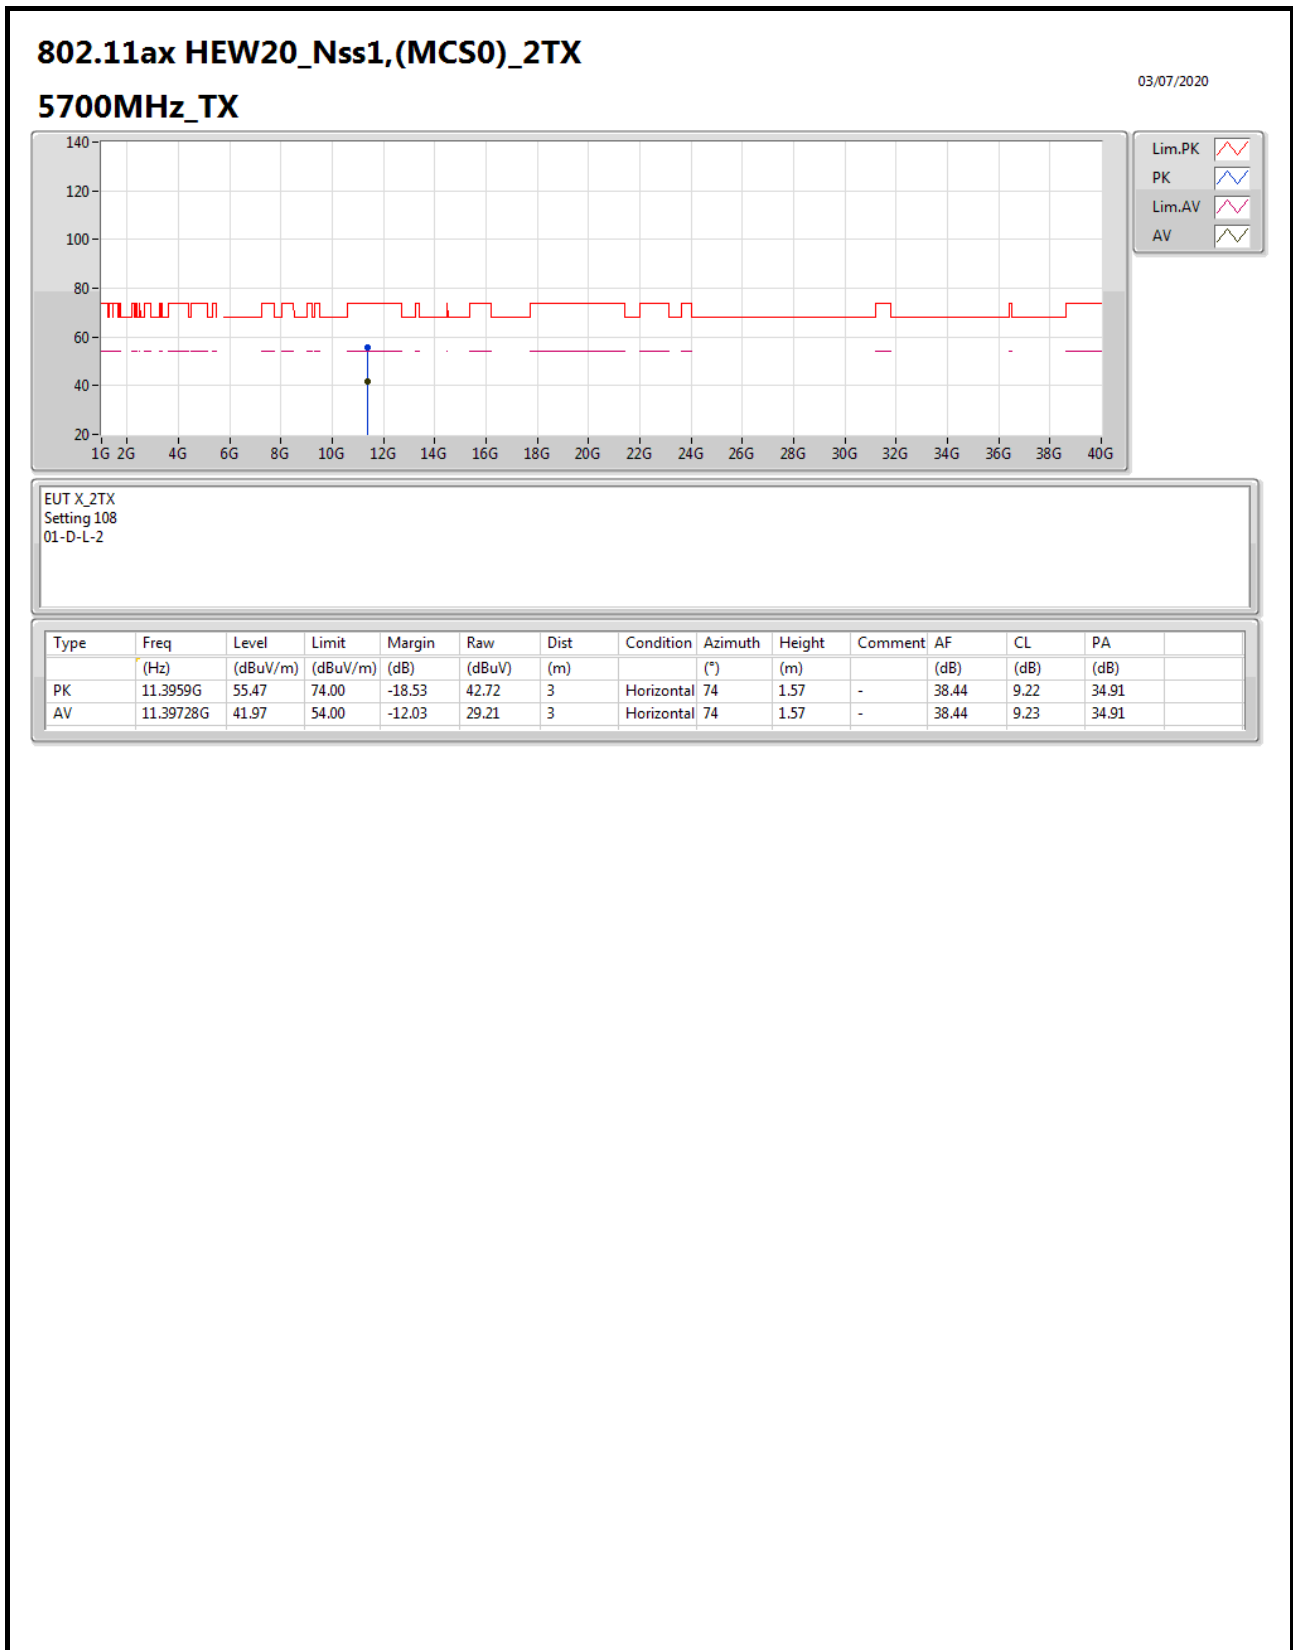 802.11ax HEW20_Nss1,(MCS0)_2TX
03/07/2020
5700MHz_TX
140
120
100
80
60
40
20
1G 2G 4G 6G 8G 10G 12G 14G 16G 18G 20G 22G 24G 26G 28G 30G 32G 34G 36G 38G 40G
Lim.PK
PK
Lim.AV
AV
EUT X_2TX
Setting 108
01-D-L-2
Type Freq Level Limit Margin Raw Dist Condition Azimuth Height Comment AF CL PA
(Hz) (dBuV/m) (dBuV/m) (dB) (dBuV) (m) (°) (m) (dB) (dB) (dB)
PK 11.3959G 55.47 74.00 -18.53 42.72 3 Horizontal 74 1.57 - 38.44 9.22 34.91
AV 11.39728G 41.97 54.00 -12.03 29.21 3 Horizontal 74 1.57 - 38.44 9.23 34.91